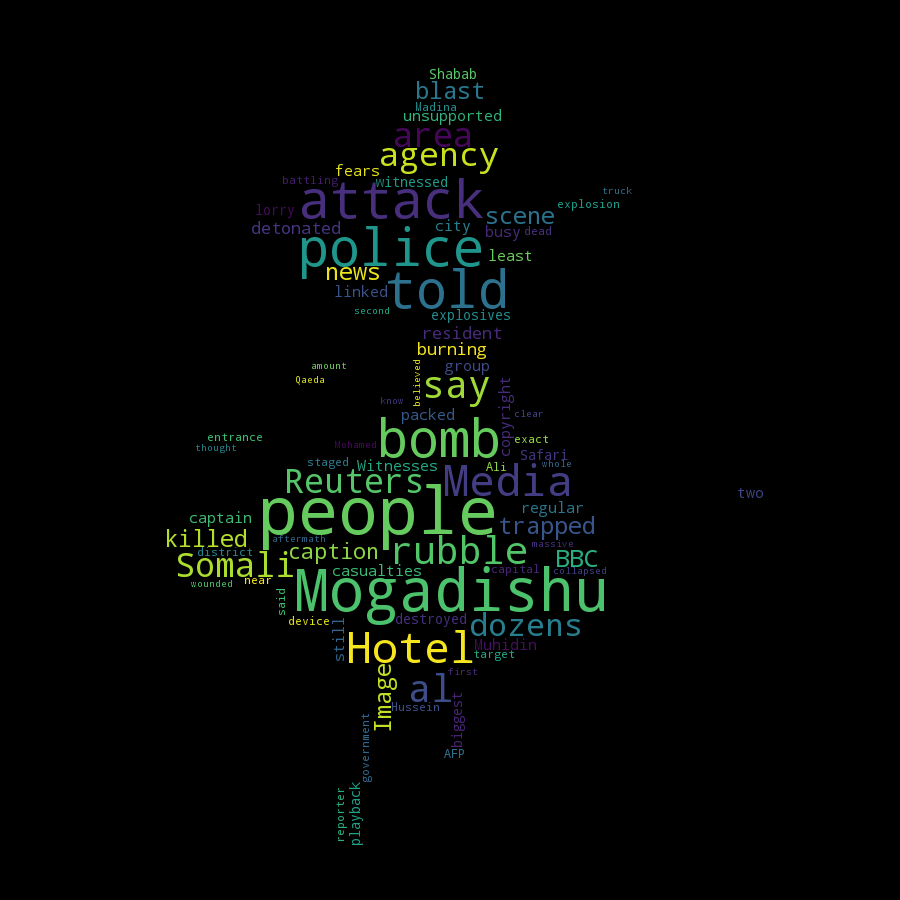 Shabab
blast
Madina
unsupported
area
agency
fears
witnessed
battling
attack
truck
explosion
lorry
scene
detonated
city
busy
dead
police
least
news
linked
told
second
explosives
resident
burning
amount
group
Qaeda
believed
say
know
copyright
packed
clear
bomb
entrance
thought
Mohamed
exact
Safari
staged
Witnesses
Ali
whole
Reuters
Media
two
people
regular
captain
trapped
killed
aftermath
massive
district
caption
rubble
BBC
Somali
casualties
capital
collapsed
wounded
near
said
Mogadishu
device
destroyed
dozens
still
Hotel
Muhidin
target
Image
first
al
Hussein
biggest
government
AFP
reporter
playback